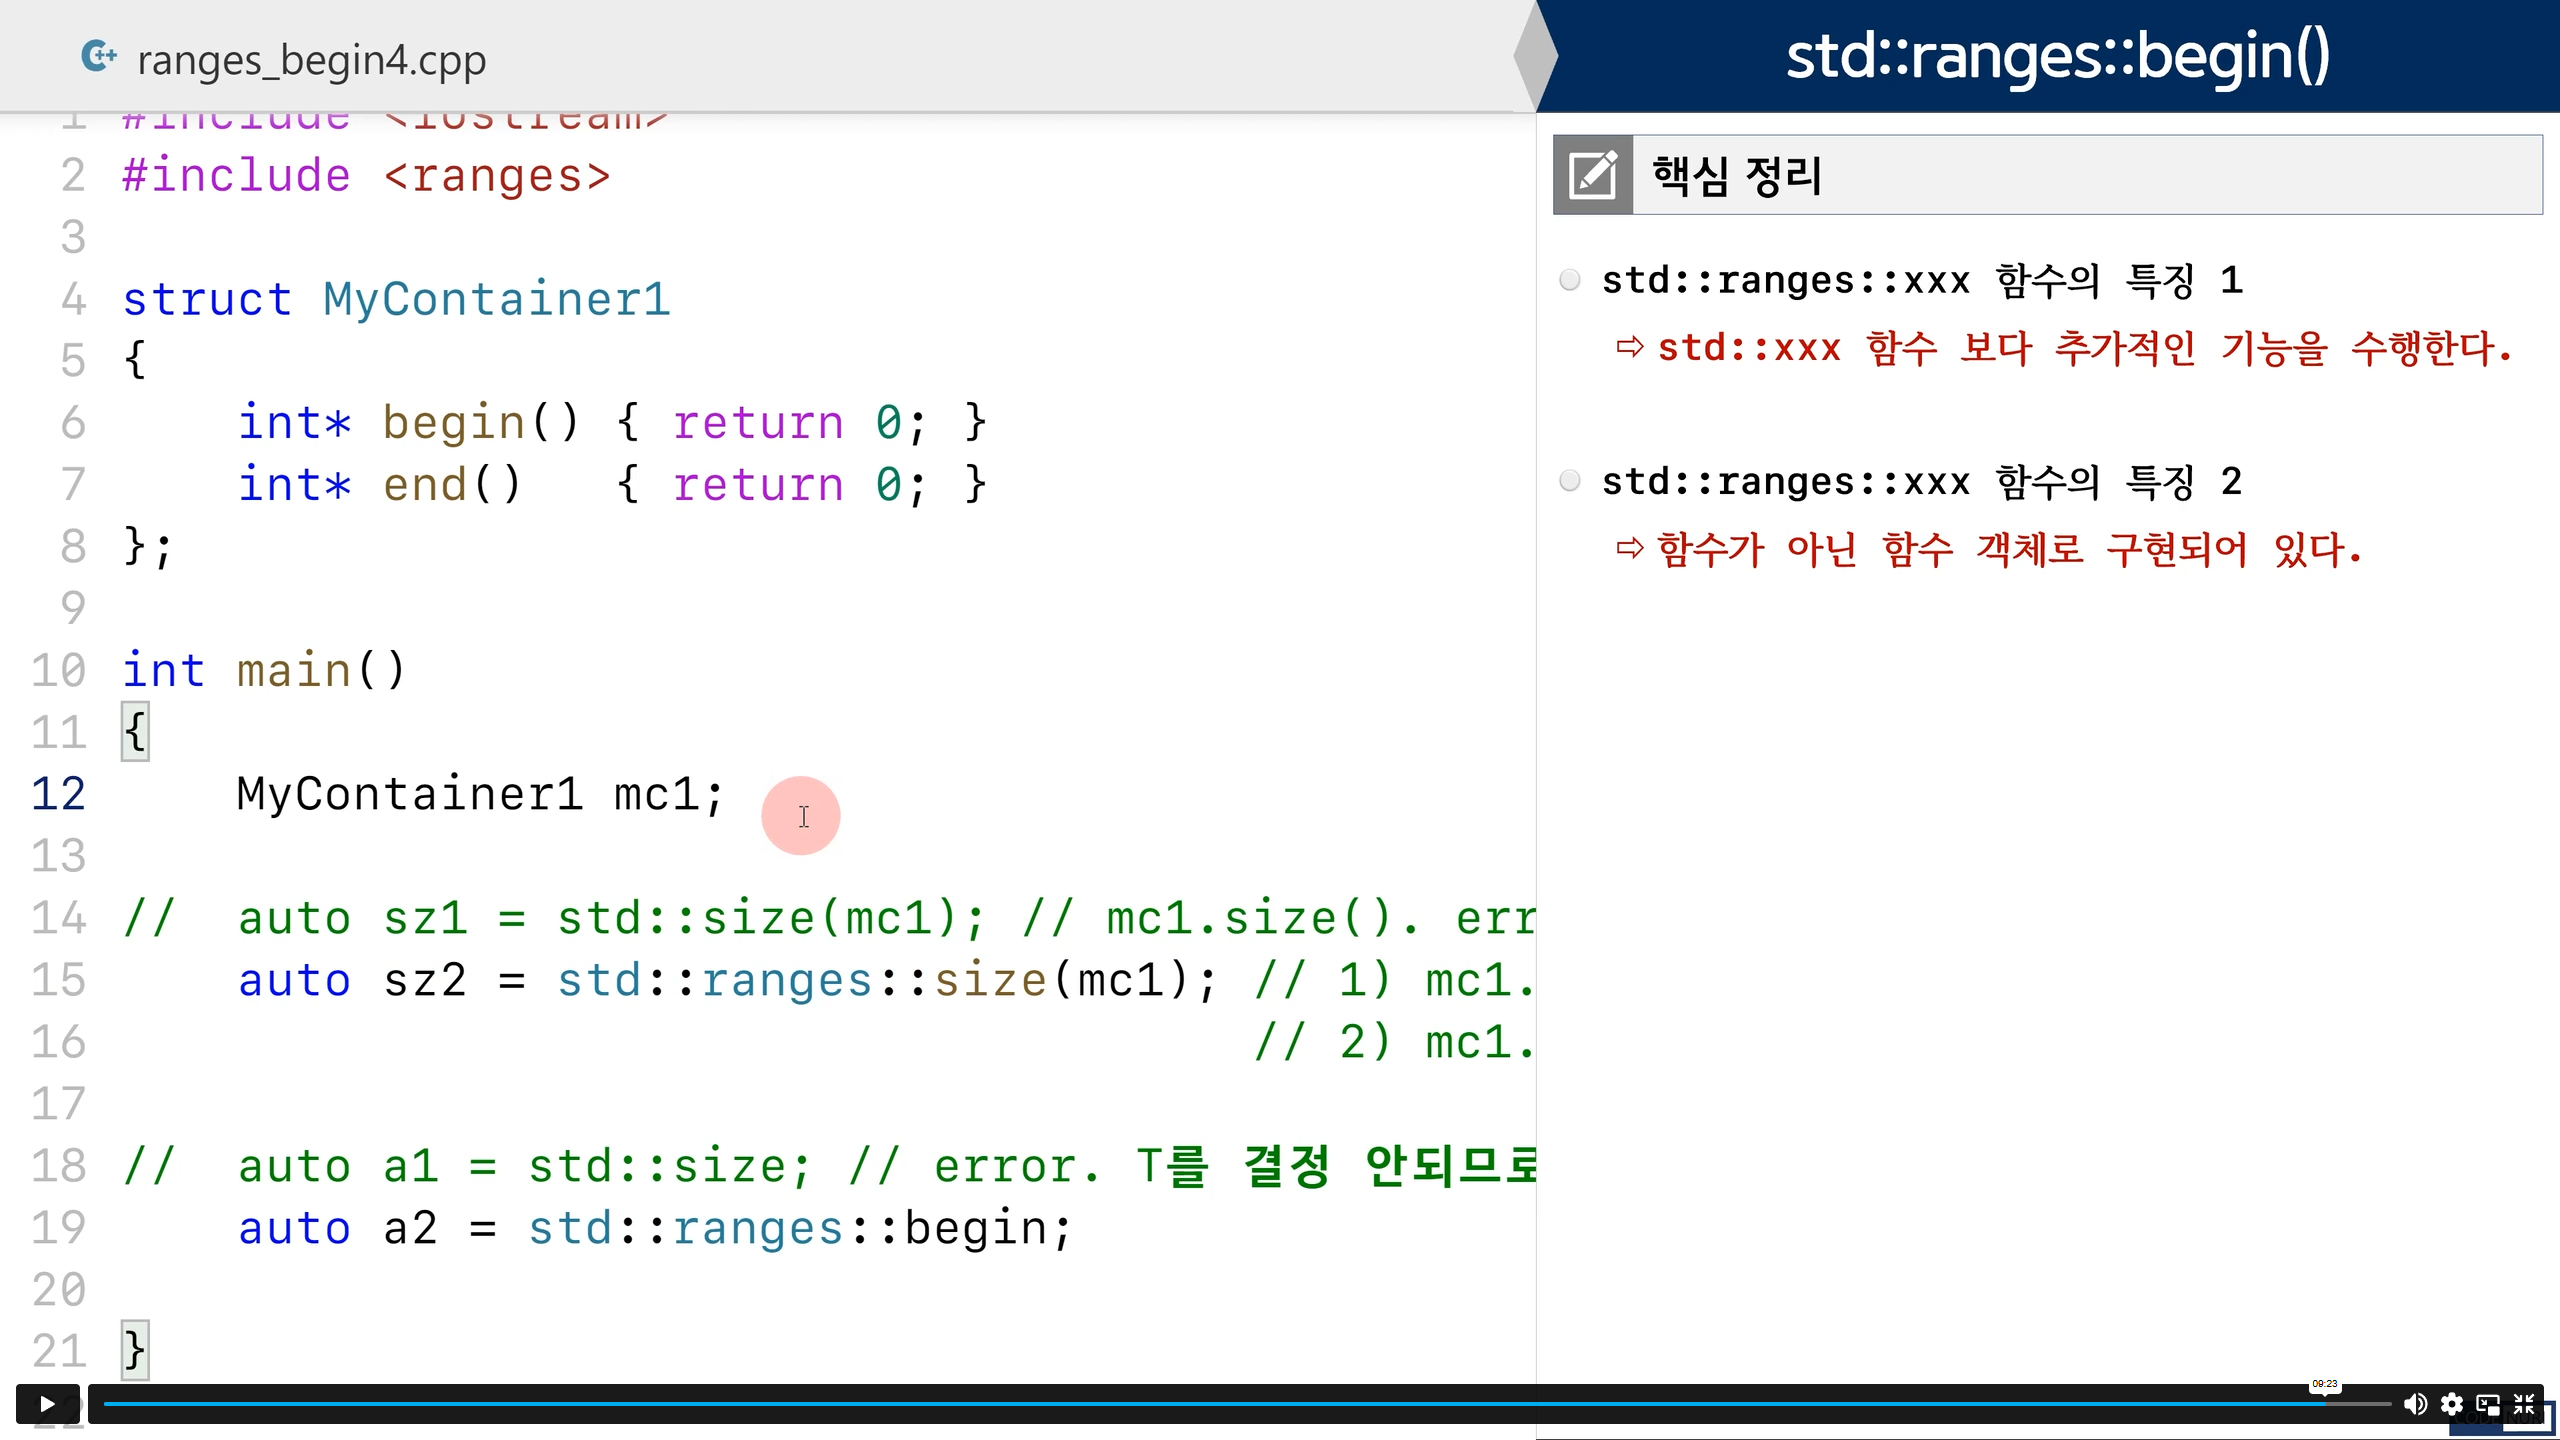 ranges_begin4.cpp
1 #include <iostream>
2 #include <ranges>
3
4 struct MyContainer1
5 {
6     int* begin() { return 0; }
7     int* end()   { return 0; }
8 };
9
10 int main()
11 {
12     MyContainer1 mc1;
13
14 //  auto sz1 = std::size(mc1); // mc1.size(). err
15     auto sz2 = std::ranges::size(mc1); // 1) mc1.
16                                        // 2) mc1.
17
18 //  auto a1 = std::size; // error. T를 결정 안되므로
19     auto a2 = std::ranges::begin;
20
21 }
22
std::ranges::begin()
핵심 정리
std::ranges::xxx 함수의 특징 1
⇨ std::xxx 함수 보다 추가적인 기능을 수행한다.
std::ranges::xxx 함수의 특징 2
⇨ 함수가 아닌 함수 객체로 구현되어 있다.
09:23